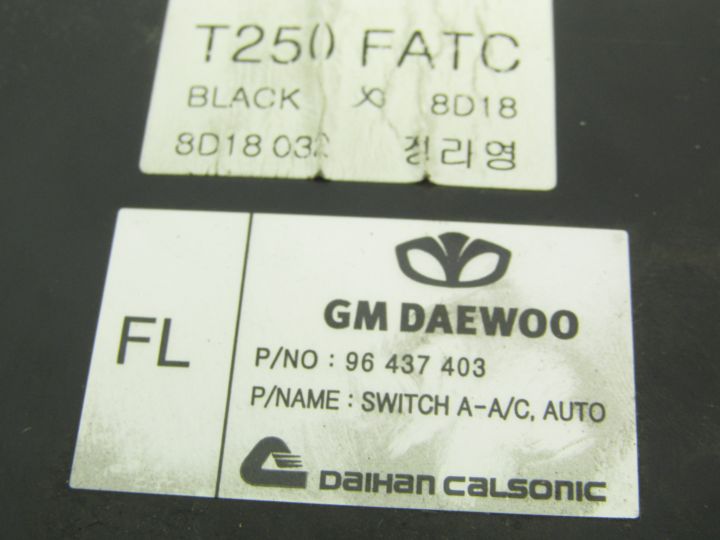 T250 FATC
BLACK 8D18
8D18 03 정라영
FL
GM DAEWOO
P/NO : 96 437 403
P/NAME : SWITCH A-A/C, AUTO
DAIHAN CALSONIC